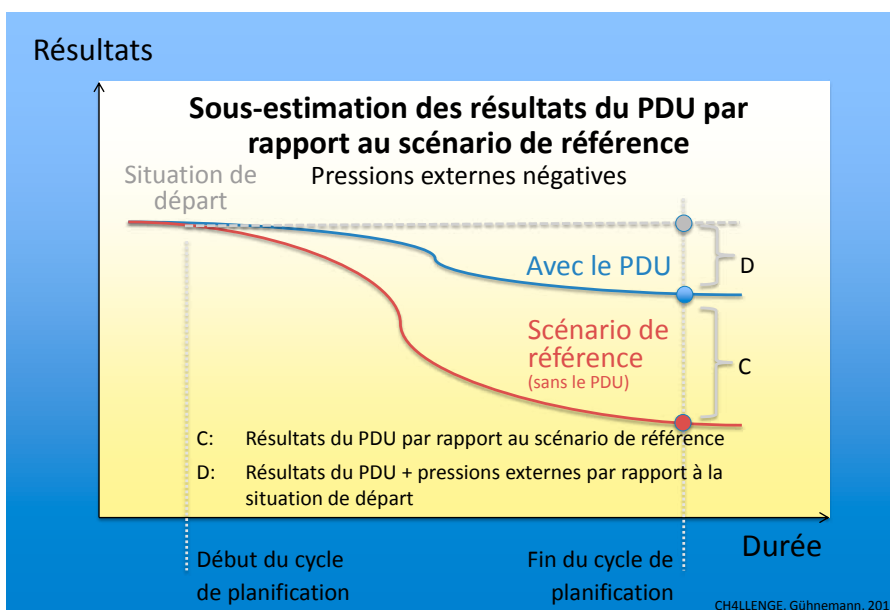 Résultats
Sous-estimation des résultats du PDU par
rapport au scénario de référence
Situation de
départ
Pressions externes négatives
Avec le PDU
D
Scénario de
référence
(sans le PDU)
C
C: Résultats du PDU par rapport au scénario de référence
D: Résultats du PDU + pressions externes par rapport à la
situation de départ
Durée
Début du cycle
de planification
Fin du cycle de
planification
CH4LLENGE, Gühnemann, 201